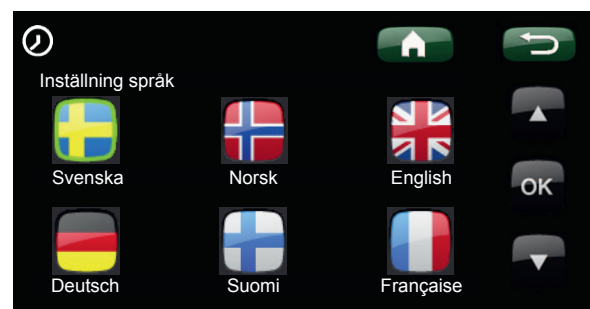 Inställning språk
Svenska Norsk English
OK
Deutsch Suomi Française